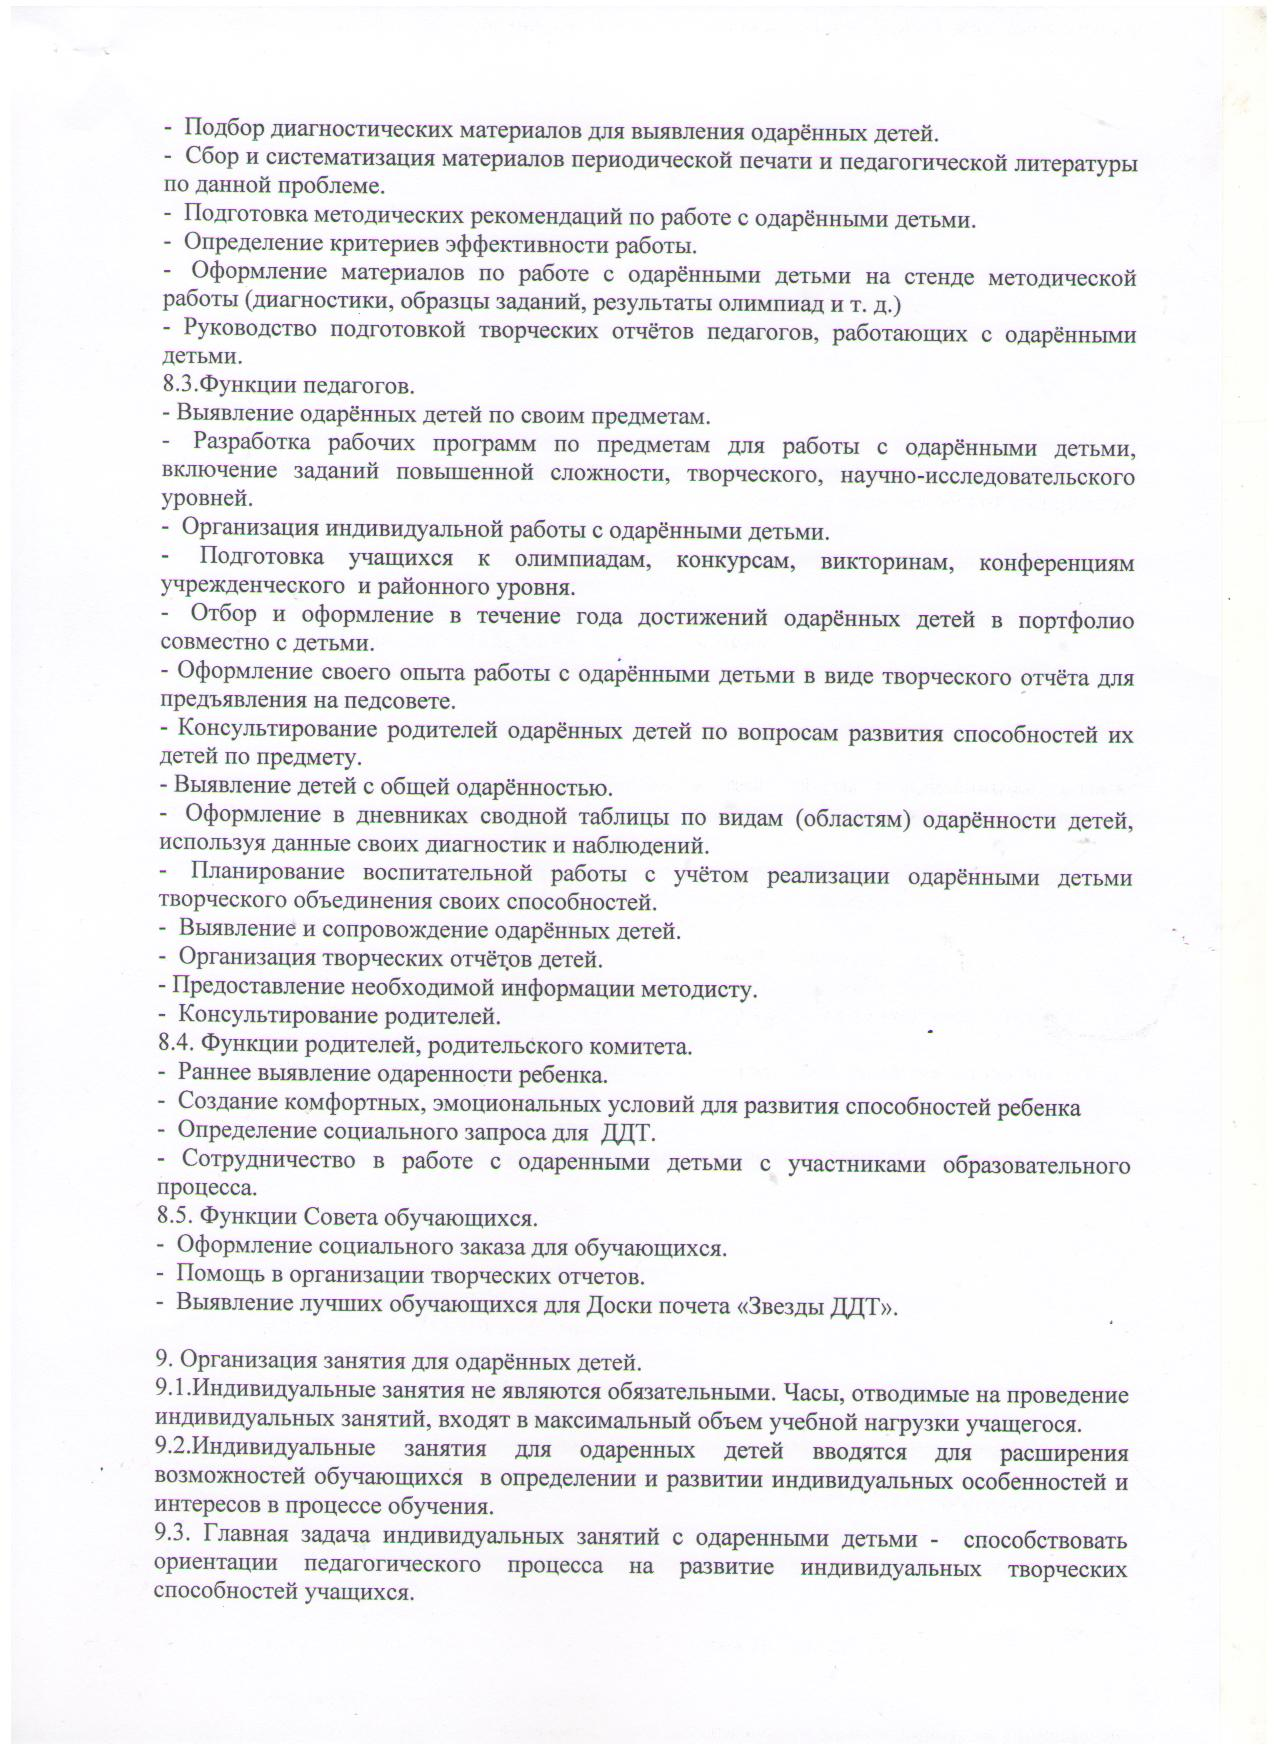 - Подбор диагностических материалов для выявления одарённых детей.
- Сбор и систематизация материалов периодической печати и педагогической литературы
по данной проблеме.
- Подготовка методических рекомендаций по работе с одарёнными детьми.
- Определение критериев эффективности работы.
- Оформление материалов по работе с одарёнными детьми на стенде методической
работы (диагностики, образцы заданий, результаты олимпиад и т. д.)
- Руководство подготовкой творческих отчётов педагогов, работающих с одарёнными
детьми.
8.3.Функции педагогов.
- Выявление одарённых детей по своим предметам.
- Разработка рабочих программ по предметам для работы с одарёнными детьми,
включение заданий повышенной сложности, творческого, научно-исследовательского
уровней.
- Организация индивидуальной работы с одарёнными детьми.
- Подготовка учащихся к олимпиадам, конкурсам, викторинам, конференциям
учрежденческого и районного уровня.
- Отбор и оформление в течение года достижений одарённых детей в портфолио
совместно с детьми.
- Оформление своего опыта работы с одарёнными детьми в виде творческого отчёта для
предъявления на педсовете.
- Консультирование родителей одарённых детей по вопросам развития способностей их
детей по предмету.
- Выявление детей с общей одарённостью.
- Оформление в дневниках сводной таблицы по видам (областям) одарённости детей,
используя данные своих диагностик и наблюдений.
- Планирование воспитательной работы с учётом реализации одарёнными детьми
творческого объединения своих способностей.
- Выявление и сопровождение одарённых детей.
- Организация творческих отчётов детей.
- Предоставление необходимой информации методисту.
- Консультирование родителей.
8.4. Функции родителей, родительского комитета.
- Раннее выявление одаренности ребенка.
- Создание комфортных, эмоциональных условий для развития способностей ребенка
- Определение социального запроса для ДДТ.
- Сотрудничество в работе с одаренными детьми с участниками образовательного
процесса.
8.5. Функции Совета обучающихся.
- Оформление социального заказа для обучающихся.
- Помощь в организации творческих отчетов.
- Выявление лучших обучающихся для Доски почета «Звезды ДДТ».
9. Организация занятия для одарённых детей.
9.1.Индивидуальные занятия не являются обязательными. Часы, отводимые на проведение
индивидуальных занятий, входят в максимальный объем учебной нагрузки учащегося.
9.2.Индивидуальные занятия для одаренных детей вводятся для расширения
возможностей обучающихся в определении и развитии индивидуальных особенностей и
интересов в процессе обучения.
9.3. Главная задача индивидуальных занятий с одаренными детьми - способствовать
ориентации педагогического процесса на развитие индивидуальных творческих
способностей учащихся.